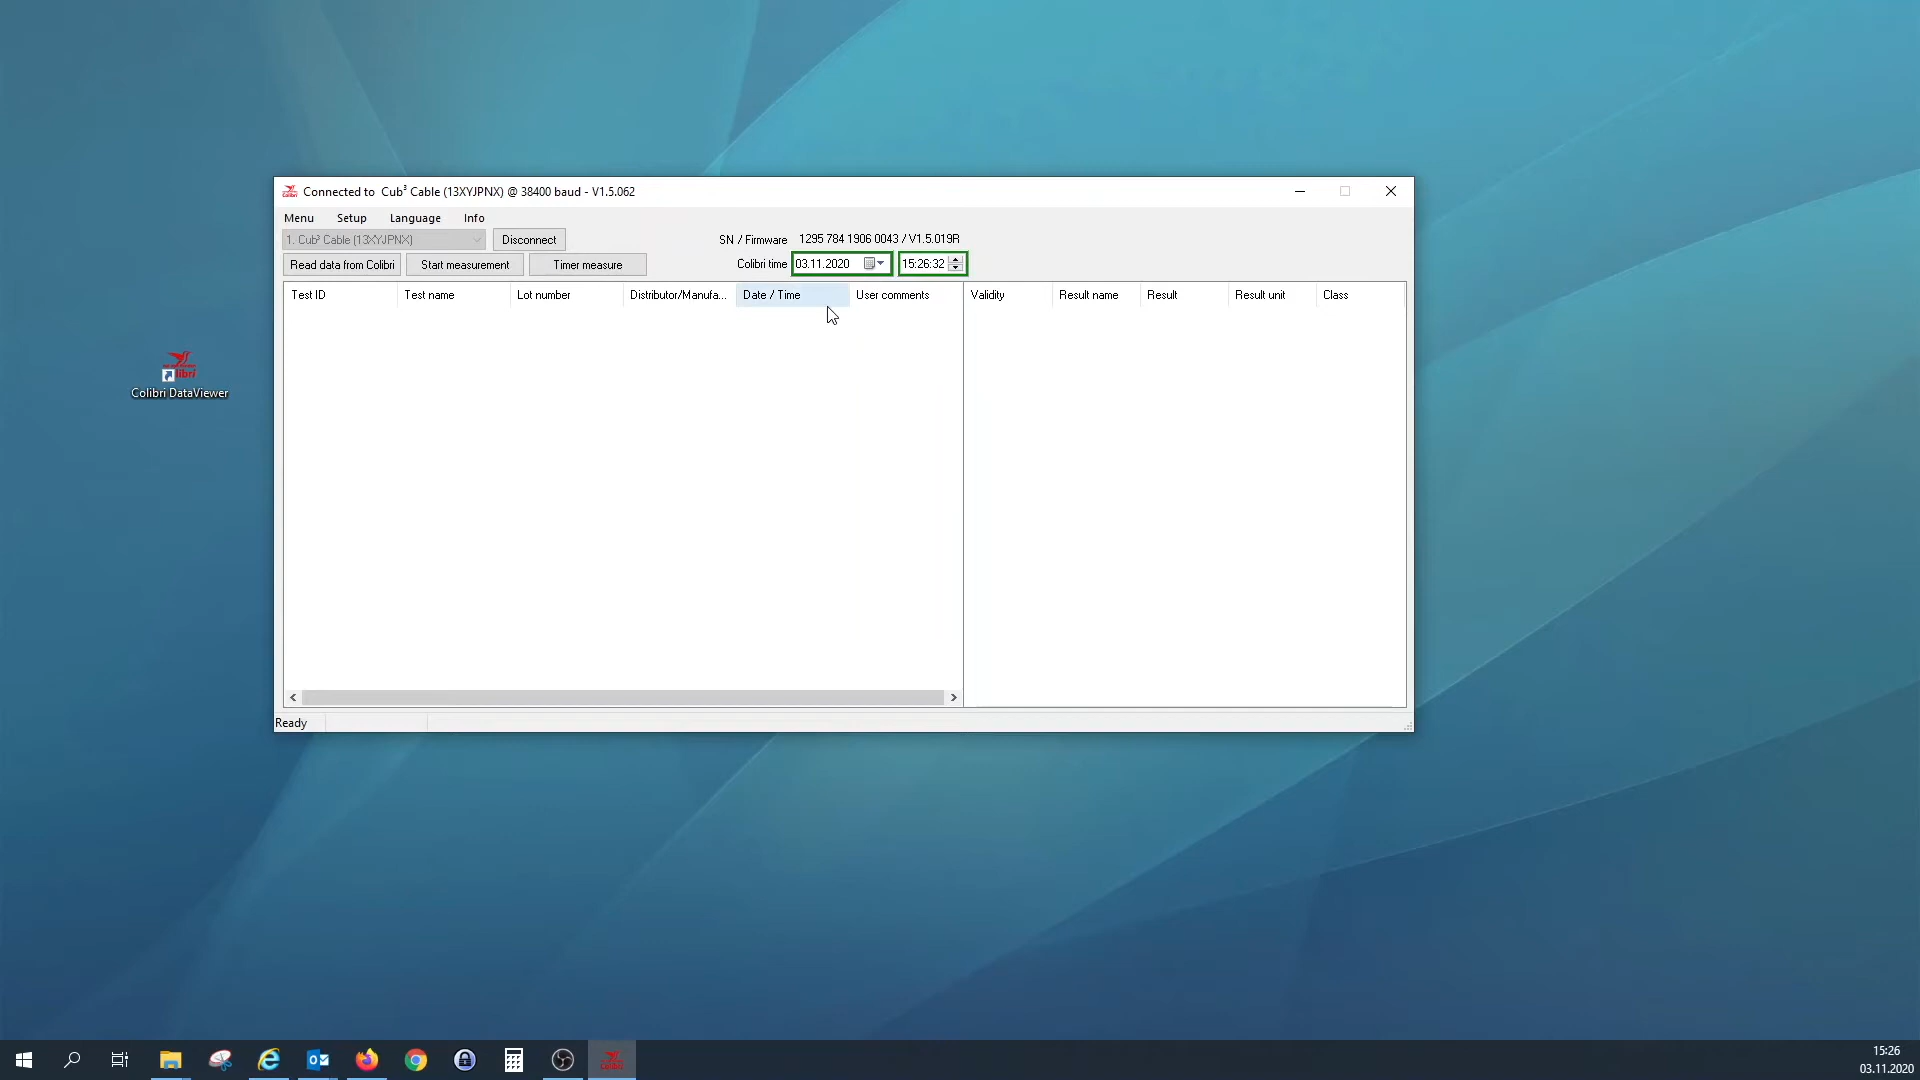 Connected to Cub³ Cable (13XYJPNX) @ 38400 baud - V1.5.062
Menu Setup Language Info
1. Cub³ Cable (13XYJPNX) Disconnect SN / Firmware 1295 784 1906 0043 / V1.5.019R
Read data from Colibri Start measurement Timer measure Colibri time 03.11.2020 15:26:32
Test ID Test name Lot number Distributor/Manufa... Date / Time User comments Validity Result name Result Result unit Class
Colibri DataViewer
Ready
15:26
03.11.2020